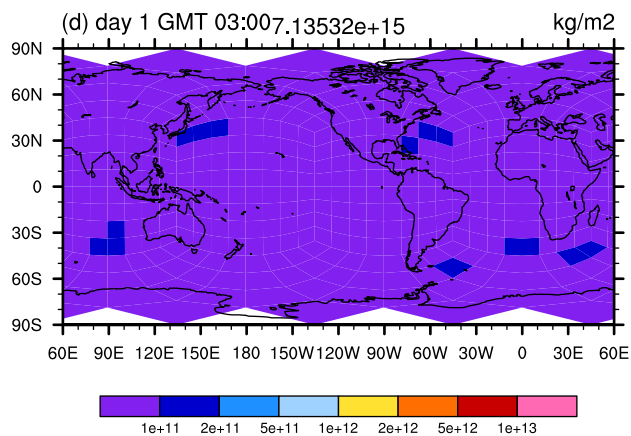 (d) day 1 GMT 03:00 7.13532e+15 kg/m2
90N
60N
30N
0
30S
60S
90S
60E 90E 120E 150E 180E 150W 120W 90W 60W 30W 0 30E 60E
1e+11 2e+11 5e+11 1e+12 2e+12 5e+12 1e+13